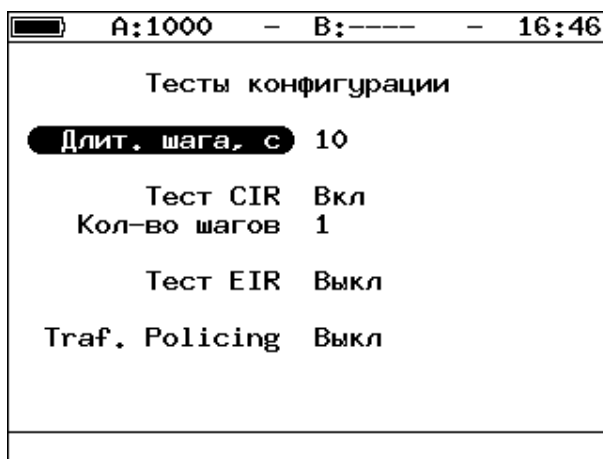 A:1000 – B:---- – 16:46
Тесты конфигурации
Длит. шага, с 10
Тест CIR Вкл
Кол-во шагов 1
Тест EIR Выкл
Traf. Policing Выкл